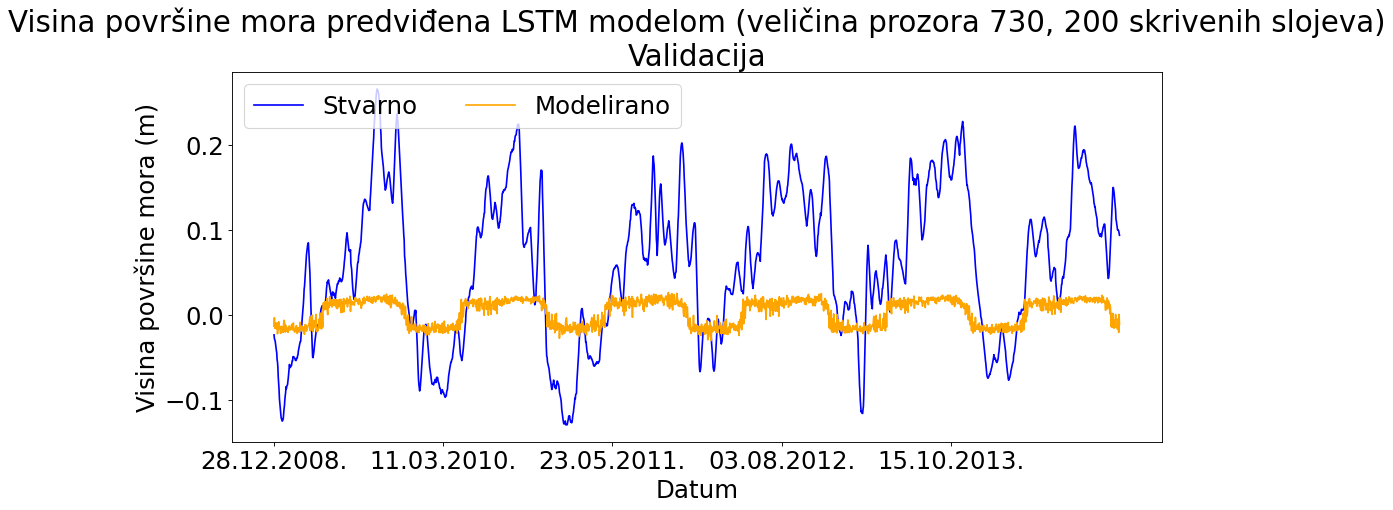 Visina površine mora predviđena LSTM modelom (veličina prozora 730, 200 skrivenih slojeva)
Validacija
Stvarno Modelirano
Visina površine mora (m)
0.2
0.1
0.0
−0.1
28.12.2008. 11.03.2010. 23.05.2011. 03.08.2012. 15.10.2013.
Datum